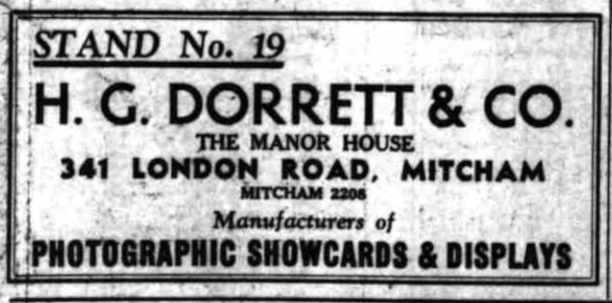 STAND No. 19
H. G. DORRETT & CO.
THE MANOR HOUSE
341 LONDON ROAD, MITCHAM
MITCHAM 2208
Manufacturers of
PHOTOGRAPHIC SHOWCARDS & DISPLAYS